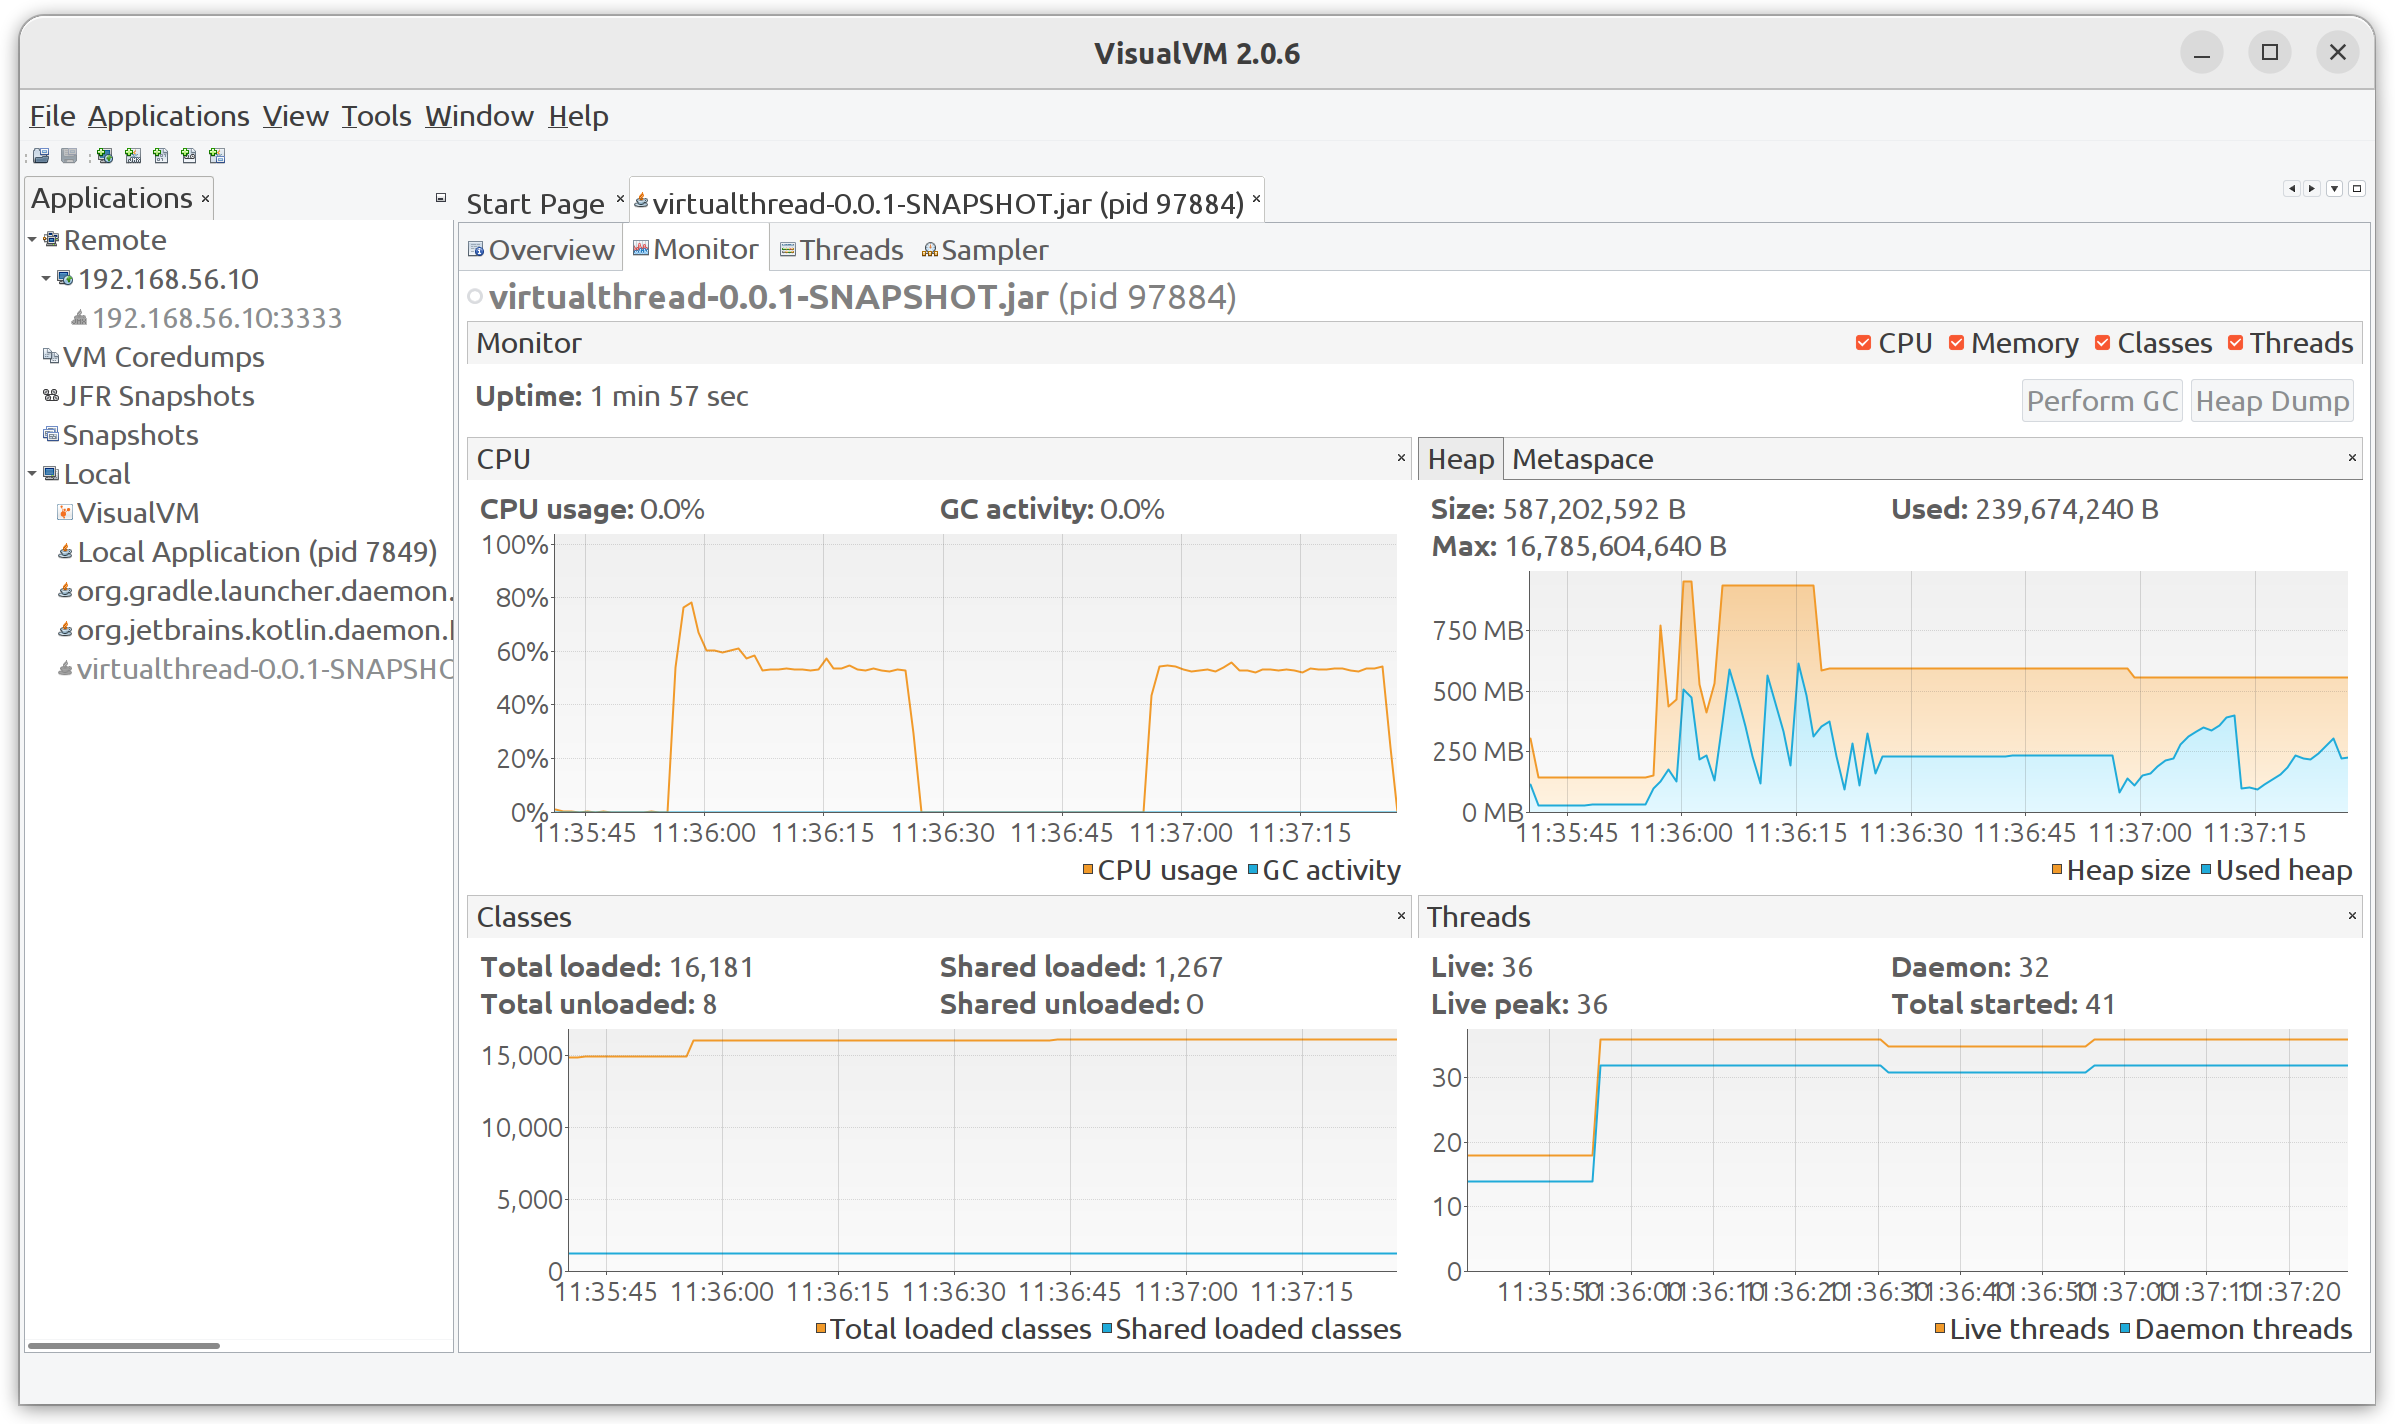 VisualVM 2.0.6
File Applications View Tools Window Help
Applications
Remote
192.168.56.10
192.168.56.10:3333
VM Coredumps
JFR Snapshots
Snapshots
Local
VisualVM
Local Application (pid 7849)
org.gradle.launcher.daemon.
org.jetbrains.kotlin.daemon.
virtualthread-0.0.1-SNAPSHO
Start Page virtualthread-0.0.1-SNAPSHOT.jar (pid 97884)
Overview Monitor Threads Sampler
virtualthread-0.0.1-SNAPSHOT.jar (pid 97884)
Monitor CPU Memory Classes Threads
Uptime: 1 min 57 sec Perform GC Heap Dump
CPU
CPU usage: 0.0% GC activity: 0.0%
100%
80%
60%
40%
20%
0%
11:35:45 11:36:00 11:36:15 11:36:30 11:36:45 11:37:00 11:37:15
CPU usage GC activity
Heap Metaspace
Size: 587,202,592 B Used: 239,674,240 B
Max: 16,785,604,640 B
750 MB
500 MB
250 MB
0 MB
11:35:45 11:36:00 11:36:15 11:36:30 11:36:45 11:37:00 11:37:15
Heap size Used heap
Classes
Total loaded: 16,181 Shared loaded: 1,267
Total unloaded: 8 Shared unloaded: 0
15,000
10,000
5,000
0
11:35:45 11:36:00 11:36:15 11:36:30 11:36:45 11:37:00 11:37:15
Total loaded classes Shared loaded classes
Threads
Live: 36 Daemon: 32
Live peak: 36 Total started: 41
30
20
10
0
11:35:50 11:36:00 11:36:10 11:36:20 11:36:30 11:36:40 11:36:50 11:37:00 11:37:10 11:37:20
Live threads Daemon threads